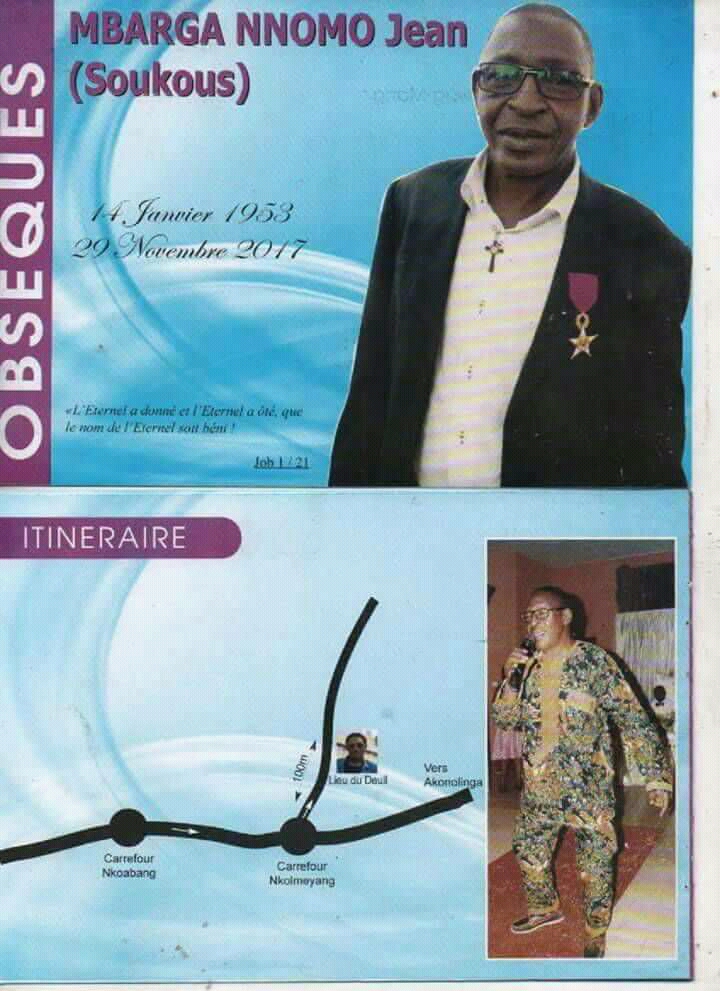 OBSEQUES
MBARGA NNOMO Jean
(Soukous)
14 Janvier 1953
29 Novembre 2017
«L'Eternel a donné et l'Eternel a ôté, que
le nom de l'Eternel soit béni !
Job 1 / 21
ITINERAIRE
100m
Lieu du Deuil
Vers
Akonolinga
Carrefour
Nkoabang
Carrefour
Nkolmeyang